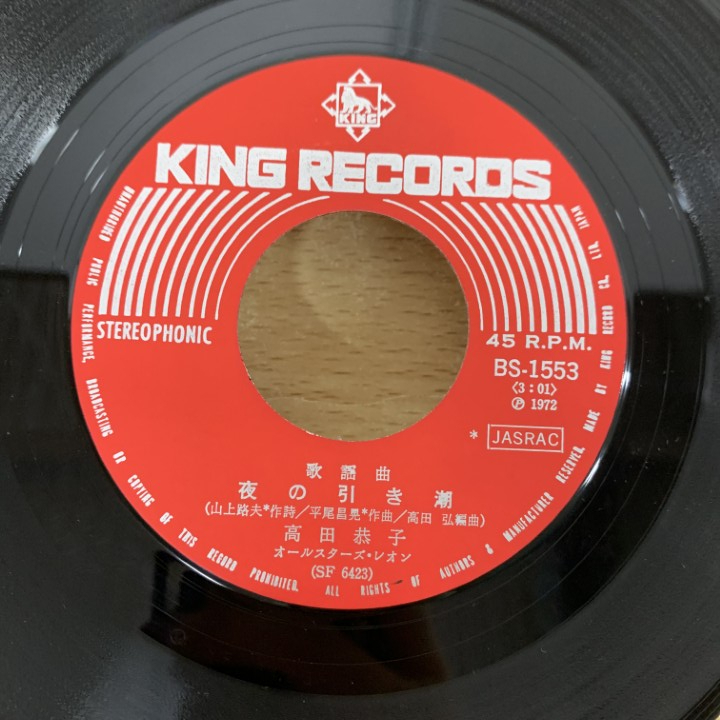 KING
KING RECORDS
STEREOPHONIC
45 R.P.M.
BS-1553
〈3:01〉
Ⓟ 1972
* JASRAC
歌謡曲
夜の引き潮
(山上路夫*作詩/平尾昌晃*作曲/高田 弘編曲)
高田恭子
オールスターズ・レオン
(SF 6423)
UNAUTHORIZED PUBLIC PERFORMANCE, BROADCASTING OR COPYING OF THIS RECORD PROHIBITED. ALL RIGHTS OF AUTHORS & MANUFACTURER RESERVED. MADE BY KING RECORD CO., LTD. JAPAN